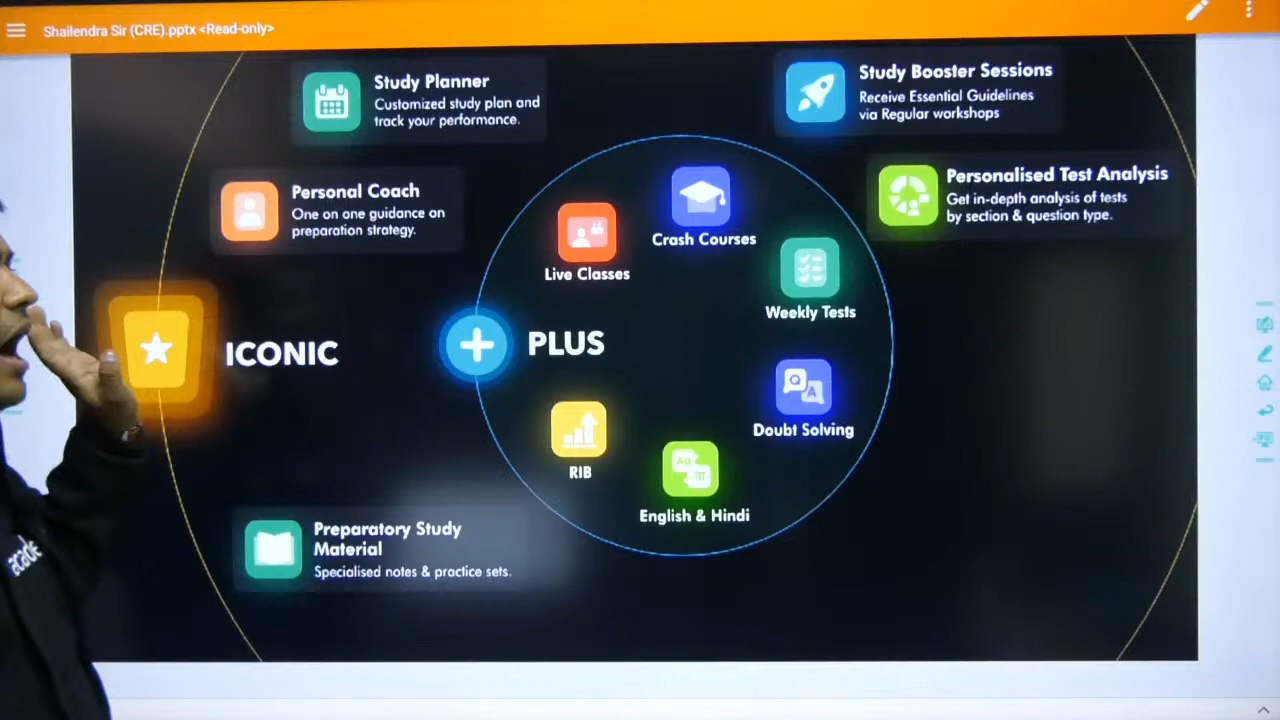 Shailendra Sir (CRE).pptx <Read-only>
Study Planner
Customized study plan and
track your performance.
Study Booster Sessions
Receive Essential Guidelines
via Regular workshops
Personal Coach
One on one guidance on
preparation strategy.
Personalised Test Analysis
Get in-depth analysis of tests
by section & question type.
Crash Courses
Live Classes
Weekly Tests
ICONIC
PLUS
Q
A
Doubt Solving
RIB
English & Hindi
Preparatory Study
Material
Specialised notes & practice sets.
acade